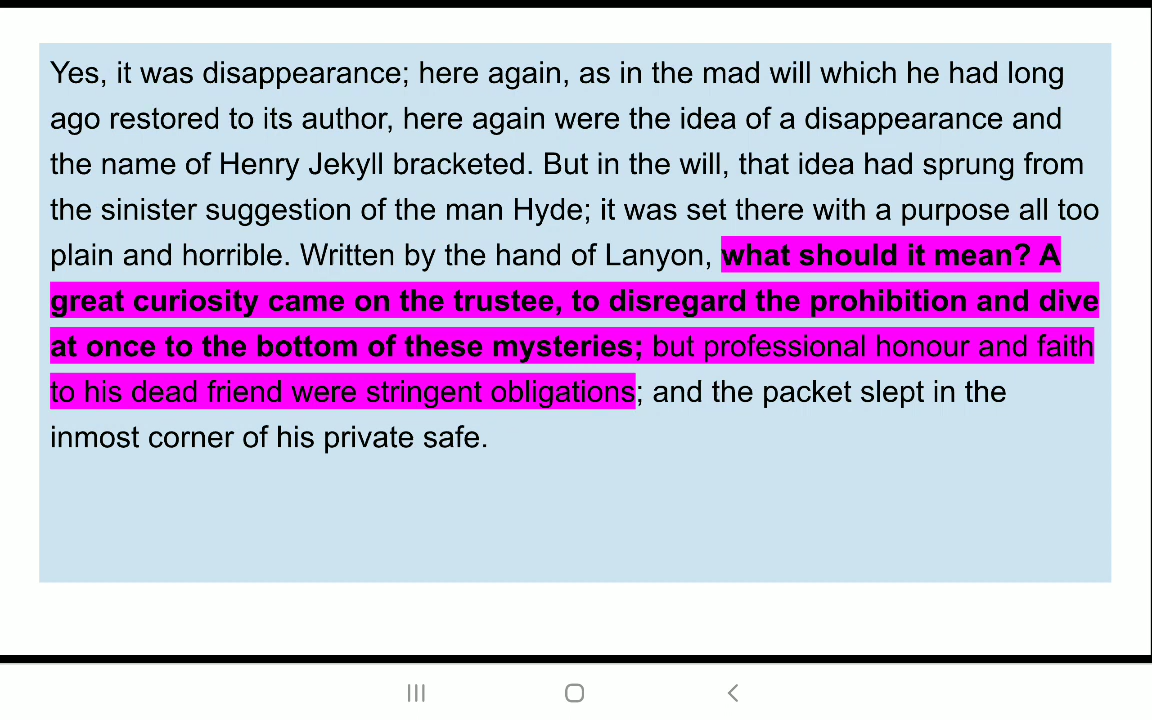 Yes, it was disappearance; here again, as in the mad will which he had long
ago restored to its author, here again were the idea of a disappearance and
the name of Henry Jekyll bracketed. But in the will, that idea had sprung from
the sinister suggestion of the man Hyde; it was set there with a purpose all too
plain and horrible. Written by the hand of Lanyon, what should it mean? A
great curiosity came on the trustee, to disregard the prohibition and dive
at once to the bottom of these mysteries; but professional honour and faith
to his dead friend were stringent obligations; and the packet slept in the
inmost corner of his private safe.